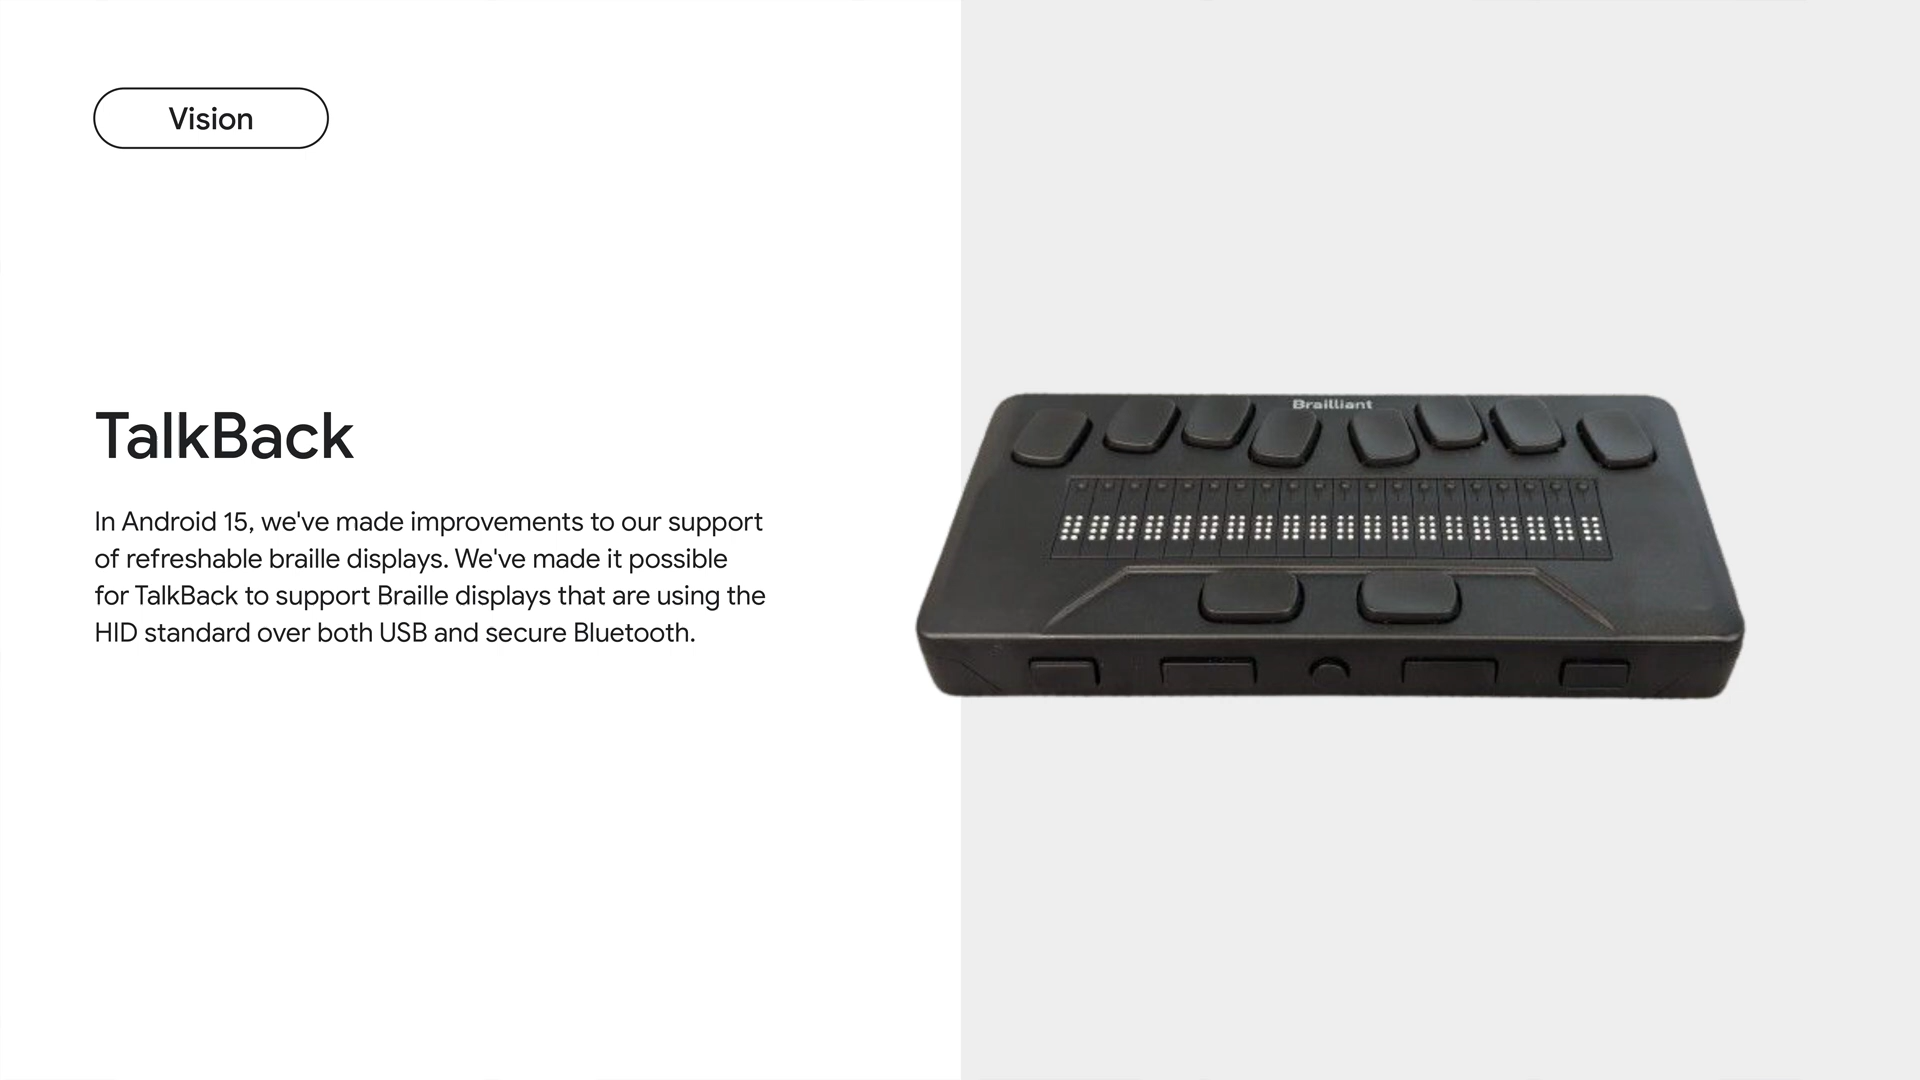 Vision
TalkBack
In Android 15, we've made improvements to our support
of refreshable braille displays. We've made it possible
for TalkBack to support Braille displays that are using the
HID standard over both USB and secure Bluetooth.
Brailliant